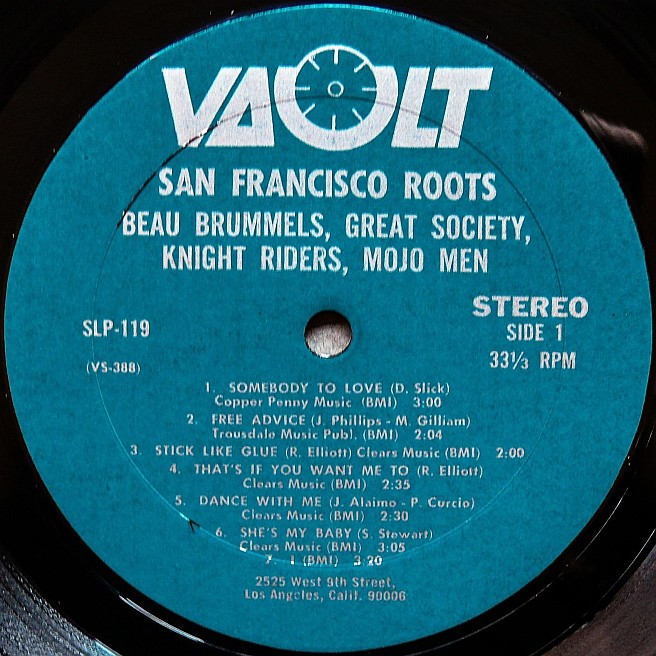 VAULT
SAN FRANCISCO ROOTS
BEAU BRUMMELS, GREAT SOCIETY,
KNIGHT RIDERS, MOJO MEN
STEREO
SLP-119
SIDE 1
(VS-388)
33⅓ RPM
1. SOMEBODY TO LOVE (D. Slick)
Copper Penny Music (BMI) 3:00
2. FREE ADVICE (J. Phillips - M. Gilliam)
Trousdale Music Publ. (BMI) 2:04
3. STICK LIKE GLUE (R. Elliott) Clears Music (BMI) 2:00
4. THAT'S IF YOU WANT ME TO (R. Elliott)
Clears Music (BMI) 2:35
5. DANCE WITH ME (J. Alaimo - P. Curcio)
Clears Music (BMI) 2:30
6. SHE'S MY BABY (S. Stewart)
Clears Music (BMI) 3:05
7. I (BMI) 3:20
2525 West 9th Street,
Los Angeles, Calif. 90006